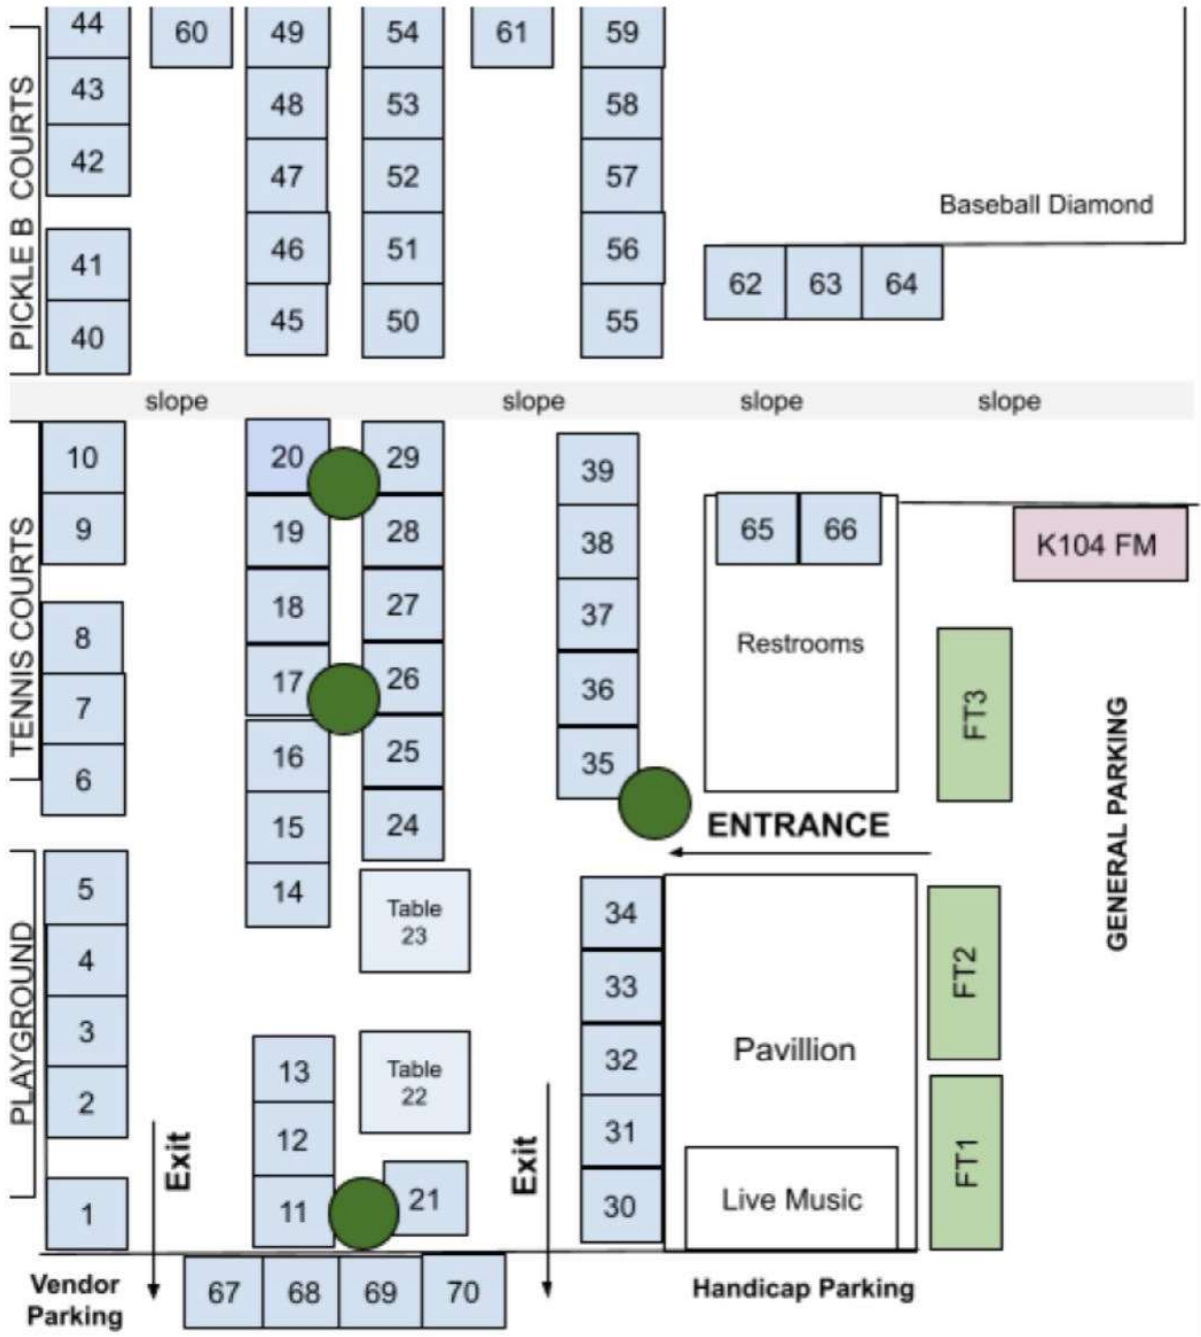 44 60 49 54 61 59
43 48 53 58
42 47 52 57
PICKLE B COURTS
Baseball Diamond
41 46 51 56
62 63 64
40 45 50 55
slope slope slope slope
10 20 29 39
9 19 28 38
65 66
K104 FM
TENNIS COURTS
8 18 27 37
Restrooms
7 17 26 36
FT3
6 16 25 35
GENERAL PARKING
15 24
ENTRANCE
5 14
Table
23
34
4 33
FT2
PLAYGROUND
3 13
Table
22
32
Pavillion
2 12 31
Exit
Exit
FT1
1 11 21 30
Live Music
Vendor
Parking
67 68 69 70
Handicap Parking